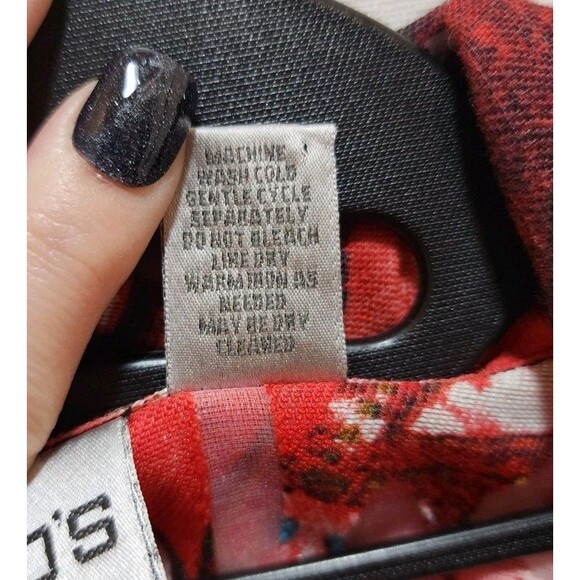 MACHINE
WASH COLD
GENTLE CYCLE
SEPARATELY
DO NOT BLEACH
LINE DRY
WARM IRON AS
NEEDED
MAY BE DRY
CLEANED
O'S